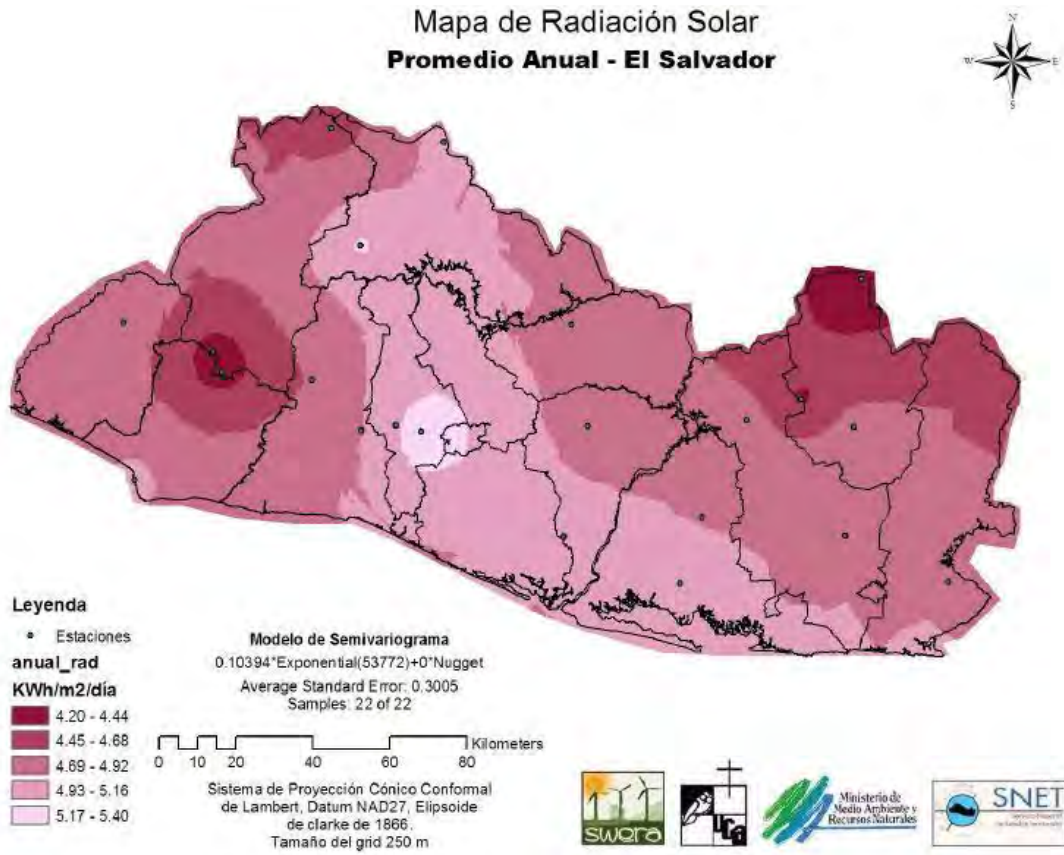 Mapa de Radiación Solar
Promedio Anual - El Salvador
N
W
E
S
Leyenda
Estaciones
anual_rad
KWh/m2/día
4.20 - 4.44
4.45 - 4.68
4.69 - 4.92
4.93 - 5.16
5.17 - 5.40
Modelo de Semivariograma
0.10394*Exponential(53772)+0*Nugget
Average Standard Error: 0.3005
Samples: 22 of 22
Kilometers
0 10 20 40 60 80
Sistema de Proyección Cónico Conformal
de Lambert, Datum NAD27, Elipsoide
de clarke de 1866.
Tamaño del grid 250 m
swera
uca
Ministerio de
Medio Ambiente y
Recursos Naturales
SNET